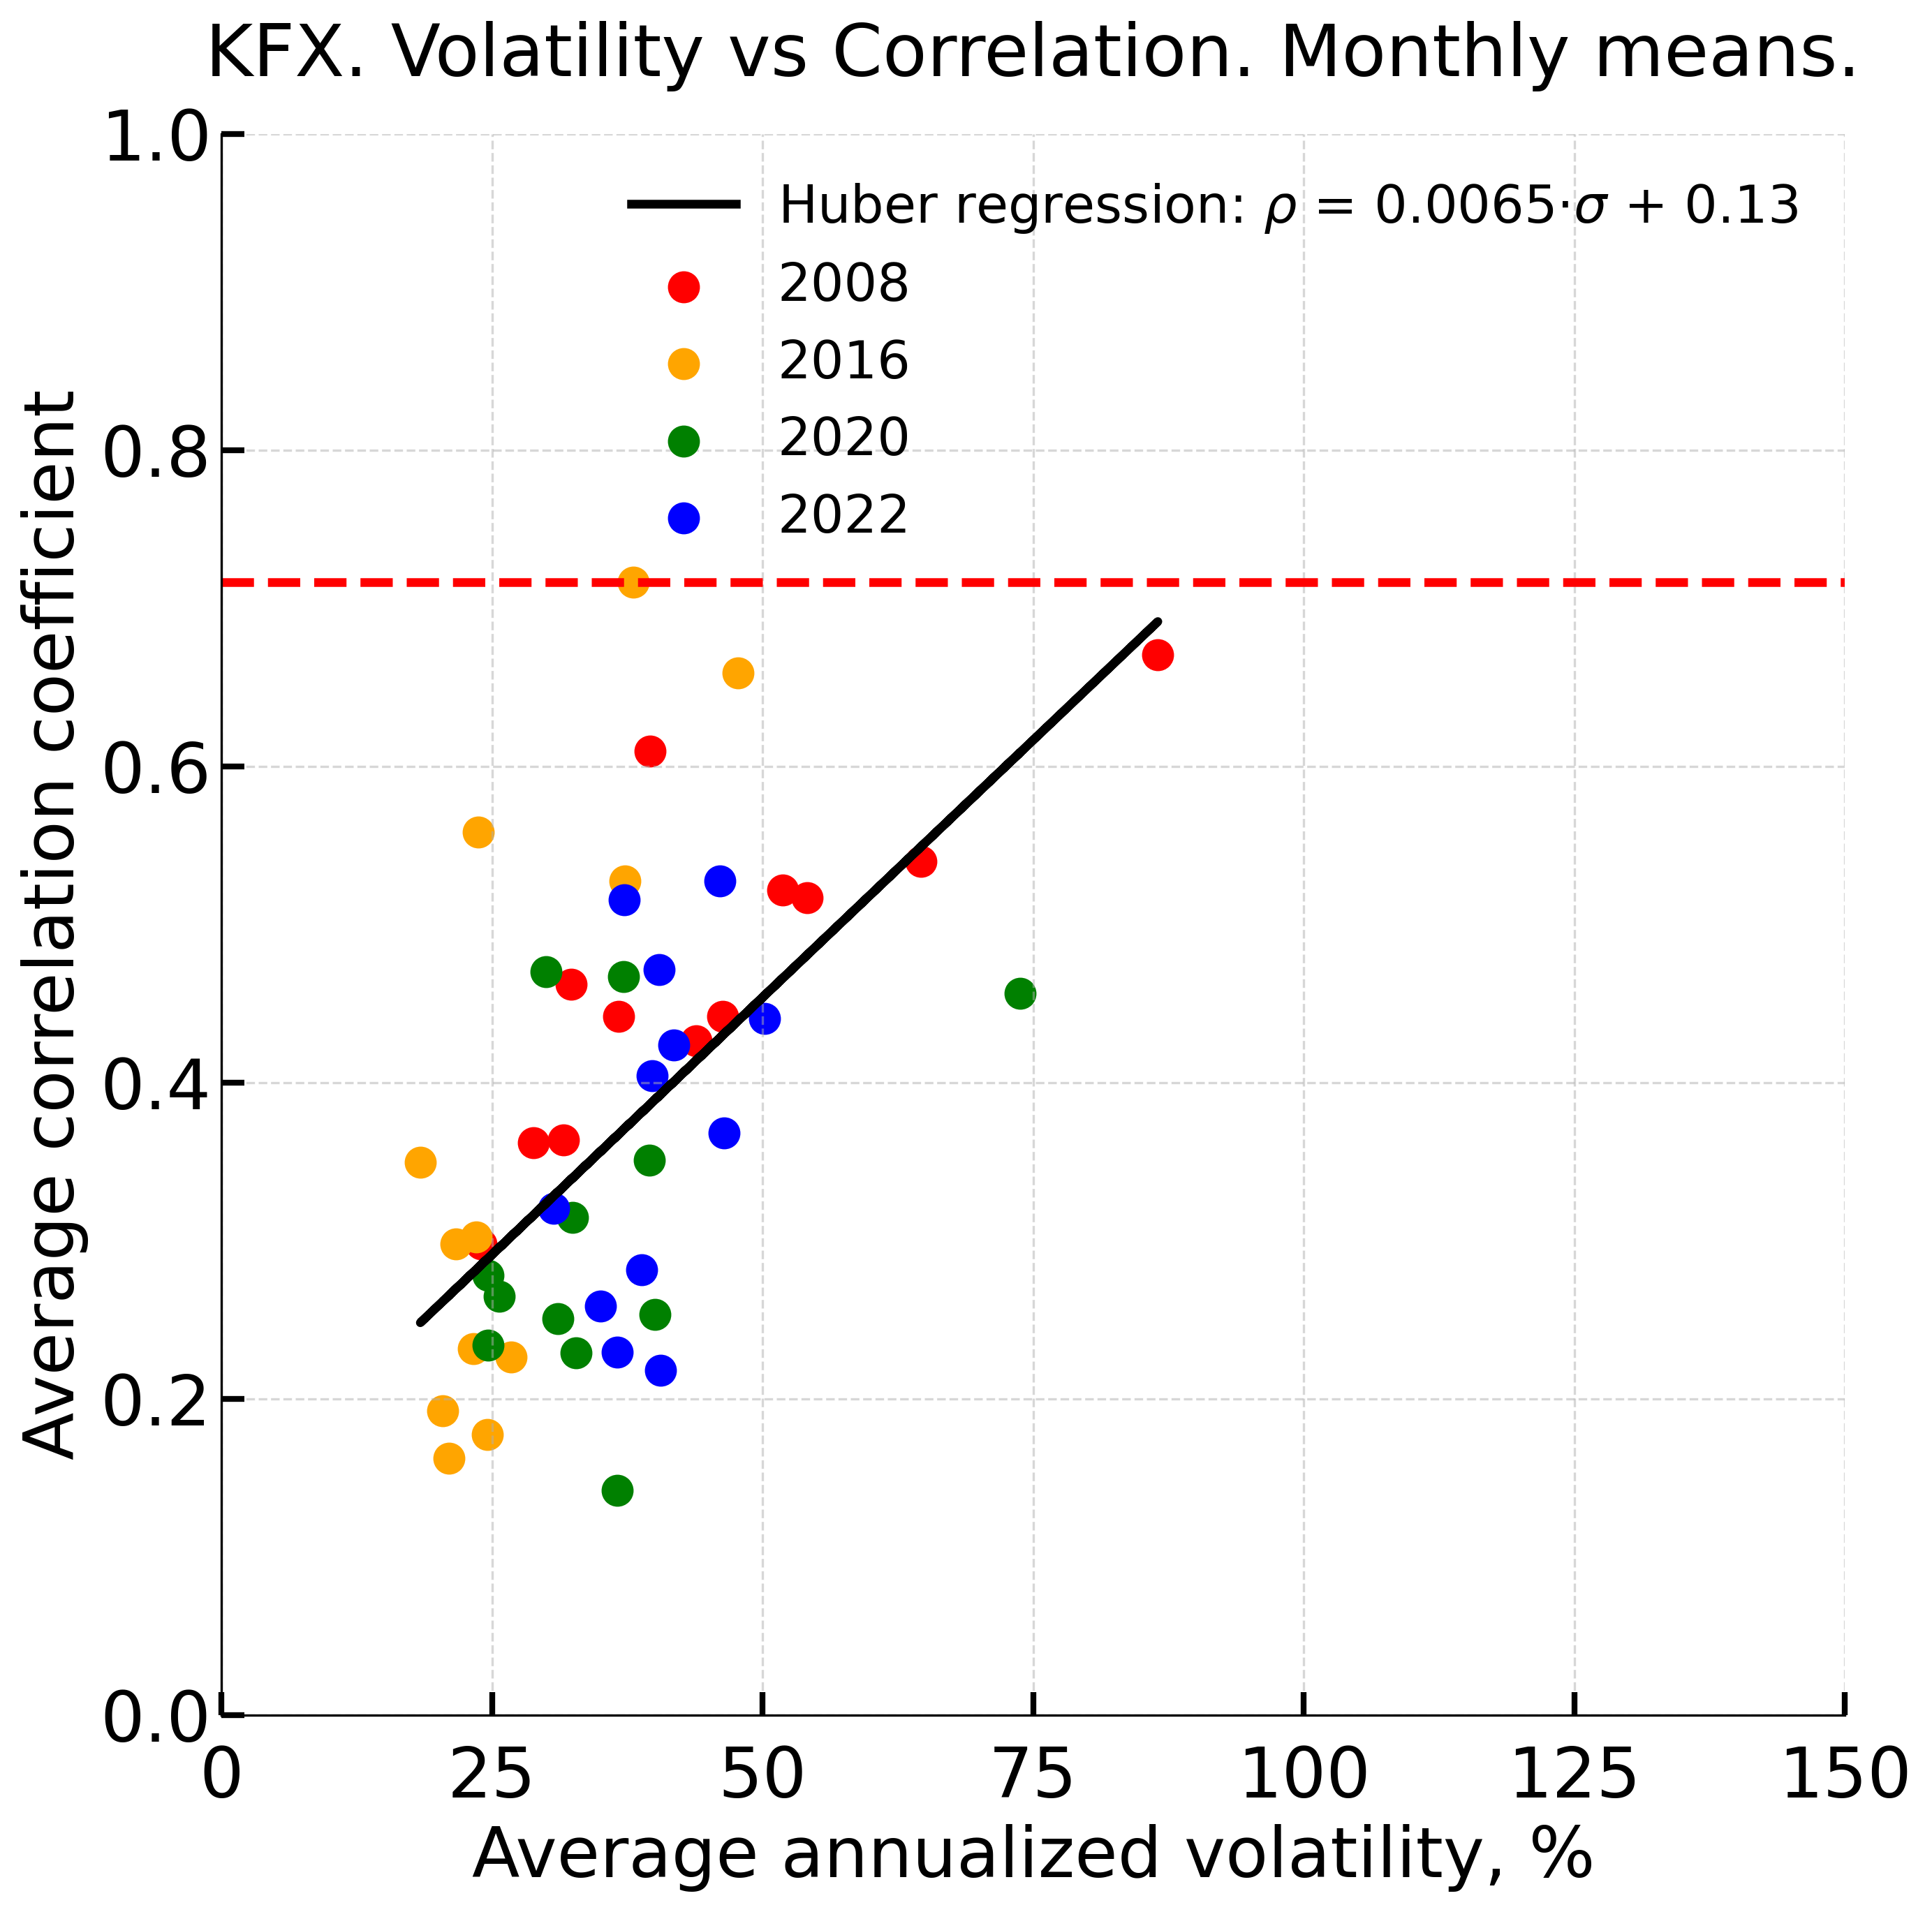 KFX. Volatility vs Correlation. Monthly means.
1.0
0.8
0.6
0.4
0.2
0.0
Average correlation coefficient
Huber regression: ρ = 0.0065·σ + 0.13
2008
2016
2020
2022
0 25 50 75 100 125 150
Average annualized volatility, %